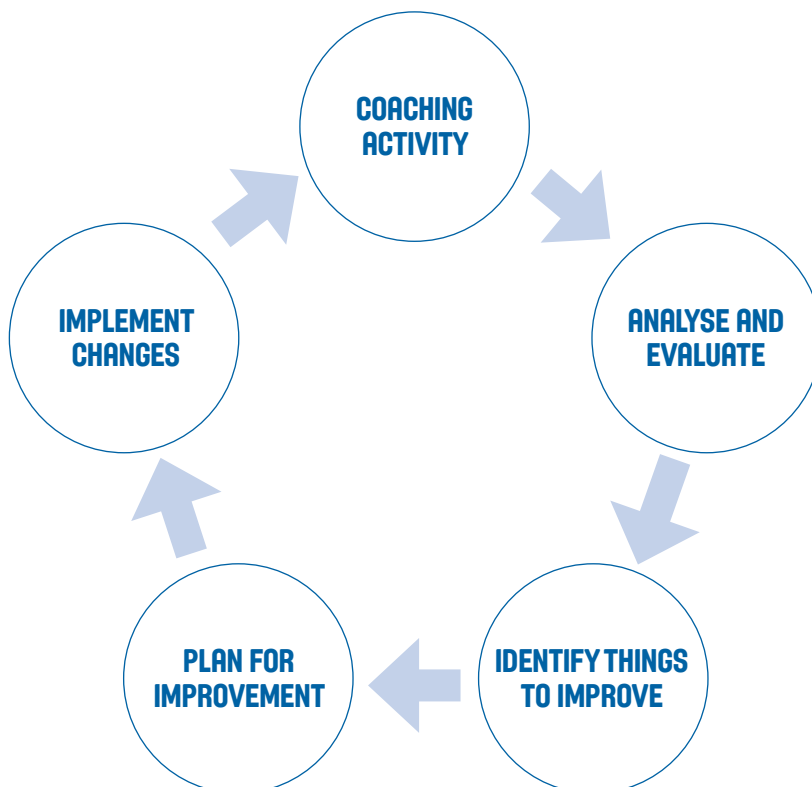 COACHING
ACTIVITY
ANALYSE AND
EVALUATE
IDENTIFY THINGS
TO IMPROVE
PLAN FOR
IMPROVEMENT
IMPLEMENT
CHANGES